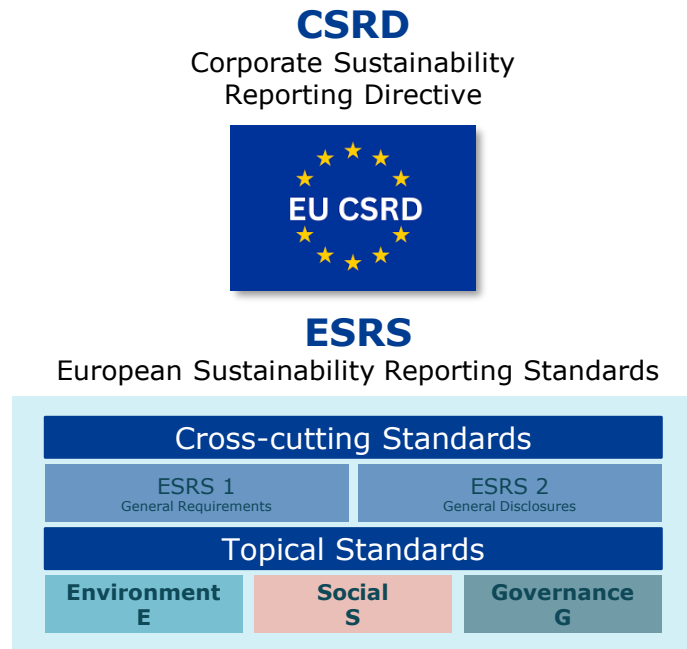 CSRD
Corporate Sustainability
Reporting Directive
EU CSRD
ESRS
European Sustainability Reporting Standards
Cross-cutting Standards
ESRS 1
General Requirements
ESRS 2
General Disclosures
Topical Standards
Environment
E
Social
S
Governance
G